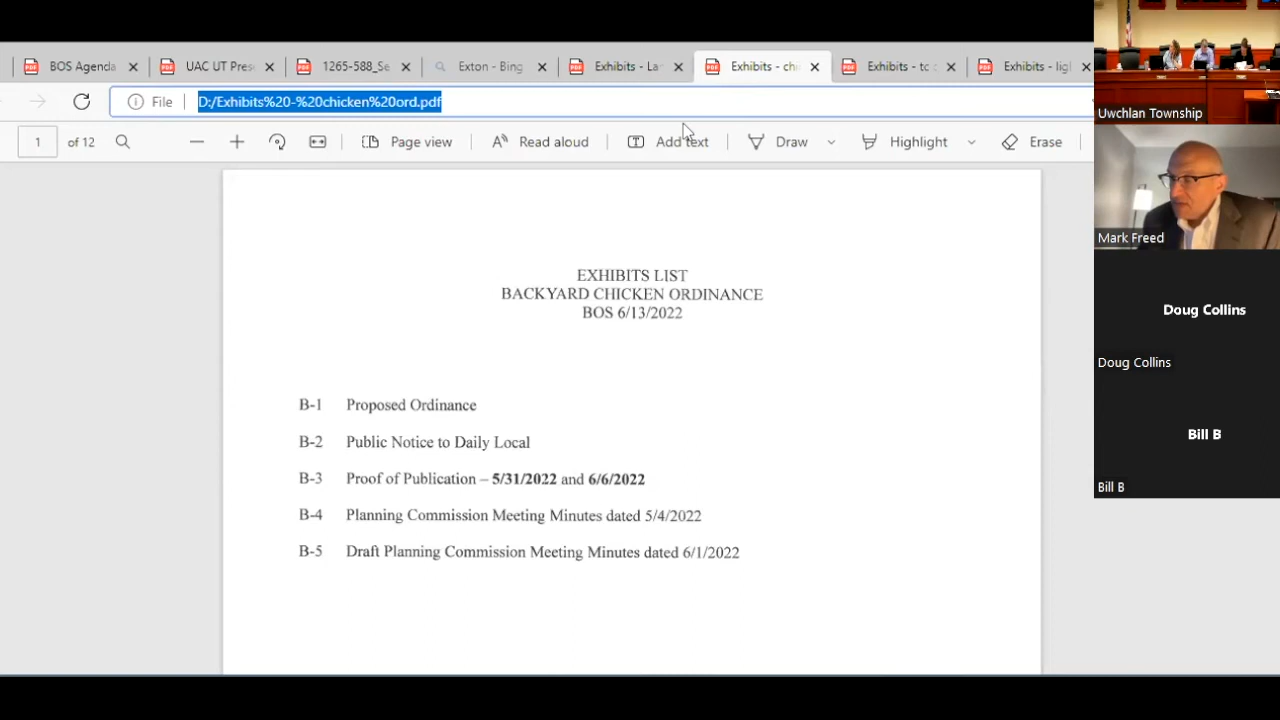 BOS Agenda
UAC UT Pres
1265-588_Se
Exton - Bing
Exhibits - La
Exhibits - chi
Exhibits - tc
Exhibits - ligl
File
D:/Exhibits%20-%20chicken%20ord.pdf
1
of 12
Page view
Read aloud
Add text
Draw
Highlight
Erase
EXHIBITS LIST
BACKYARD CHICKEN ORDINANCE
BOS 6/13/2022
B-1 Proposed Ordinance
B-2 Public Notice to Daily Local
B-3 Proof of Publication – 5/31/2022 and 6/6/2022
B-4 Planning Commission Meeting Minutes dated 5/4/2022
B-5 Draft Planning Commission Meeting Minutes dated 6/1/2022
Uwchlan Township
Mark Freed
Doug Collins
Doug Collins
Bill B
Bill B